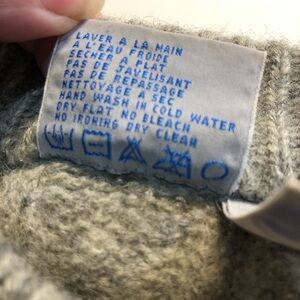 LAVER A LA MAIN
A L'EAU FROIDE
SECHER A PLAT
PAS DE JAVELISANT
PAS DE REPASSAGE
NETTOYAGE A SEC
HAND WASH IN COLD WATER
DRY FLAT NO BLEACH
NO IRONING DRY CLEAN